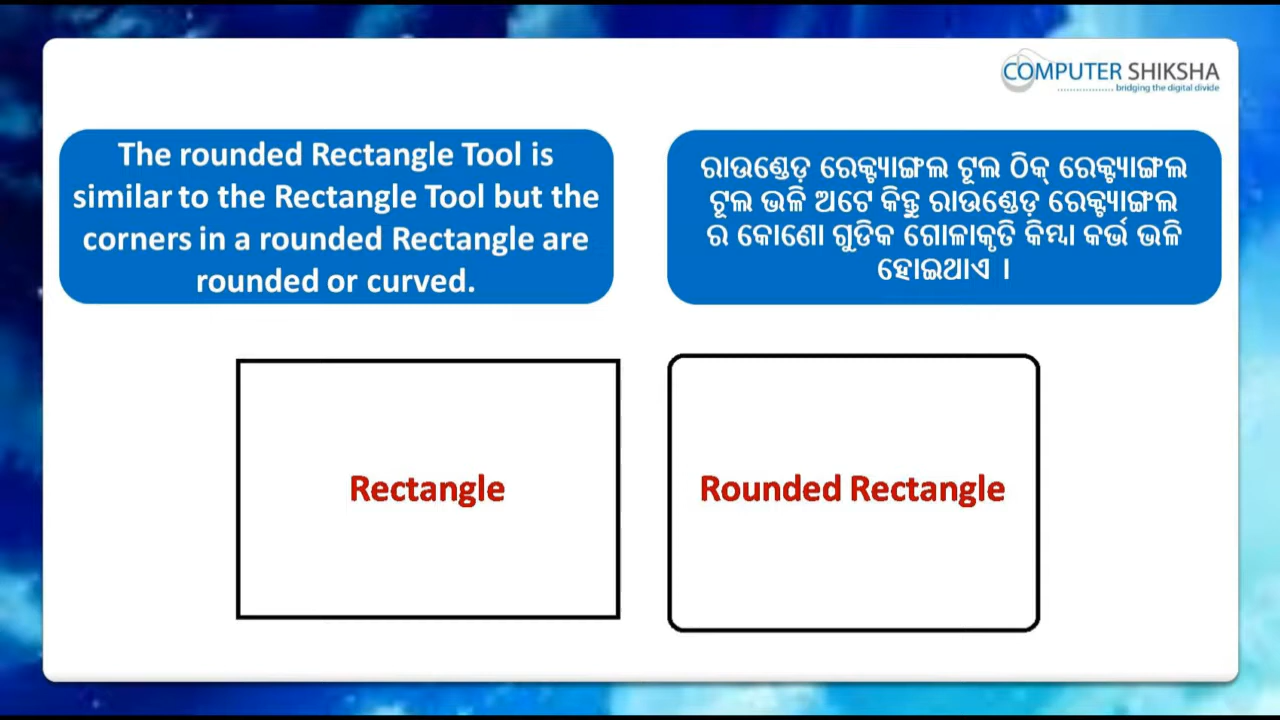 COMPUTER SHIKSHA
bridging the digital divide
The rounded Rectangle Tool is
similar to the Rectangle Tool but the
corners in a rounded Rectangle are
rounded or curved.
ରାଉଣ୍ଡେଡ଼ ରେକ୍ଟ୍ୟାଙ୍ଗଲ ଟୁଲ ଠିକ୍ ରେକ୍ଟ୍ୟାଙ୍ଗଲ
ଟୁଲ ଭଳି ଅଟେ କିନ୍ତୁ ରାଉଣ୍ଡେଡ଼ ରେକ୍ଟ୍ୟାଙ୍ଗଲ
ର କୋଣୋ ଗୁଡିକ ଗୋଳାକୃତି କିମ୍ବା କର୍ଭ ଭଳି
ହୋଇଥାଏ ।
Rectangle
Rounded Rectangle